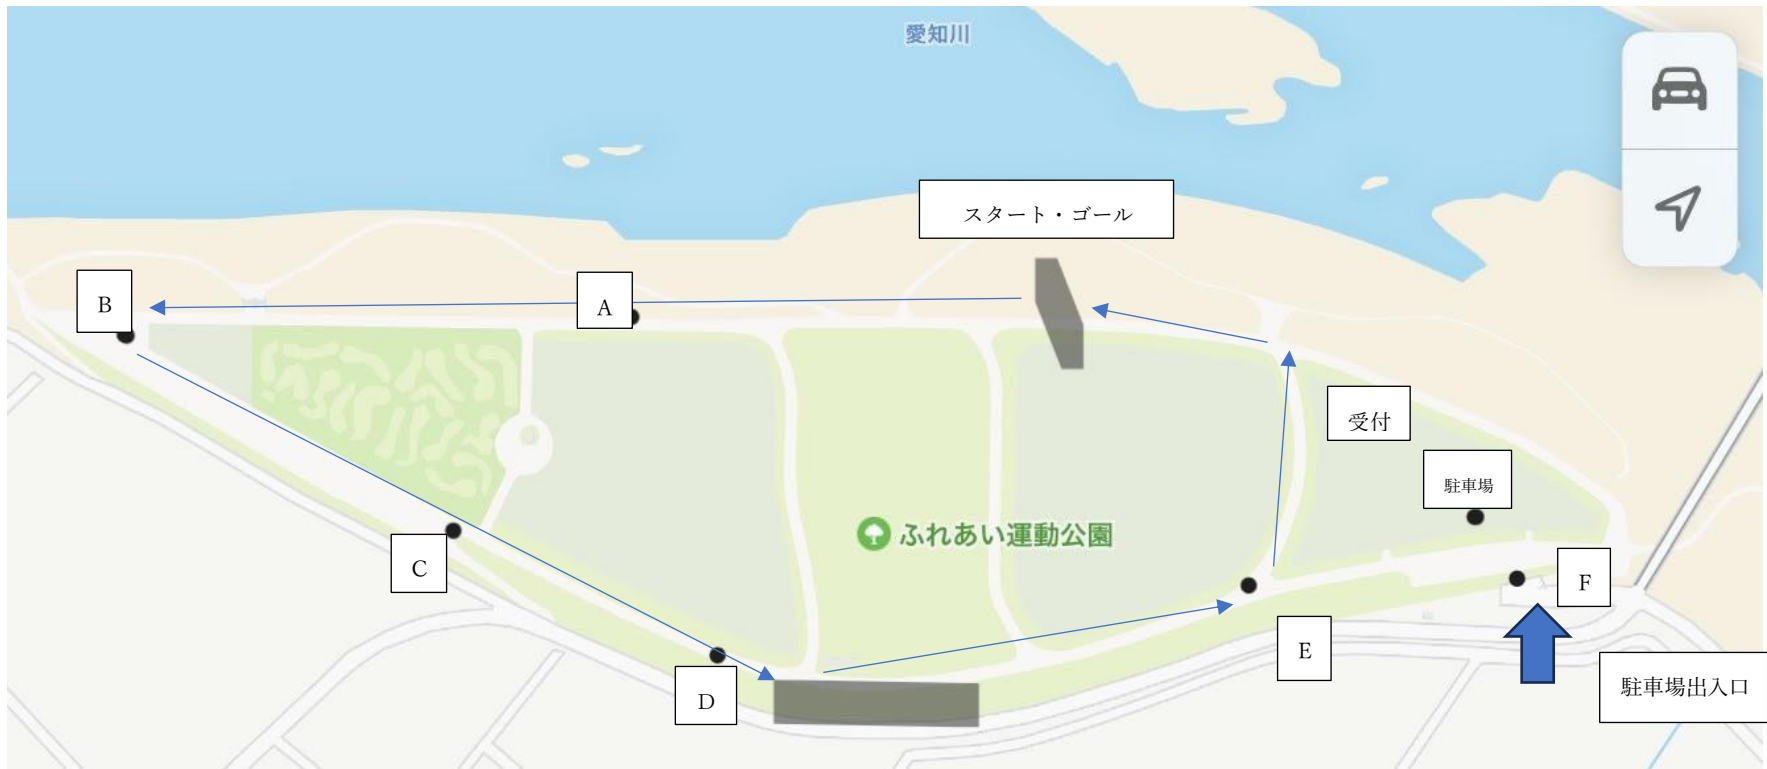 愛知川
スタート・ゴール
B
A
受付
駐車場
ふれあい運動公園
C
F
E
D
駐車場出入口